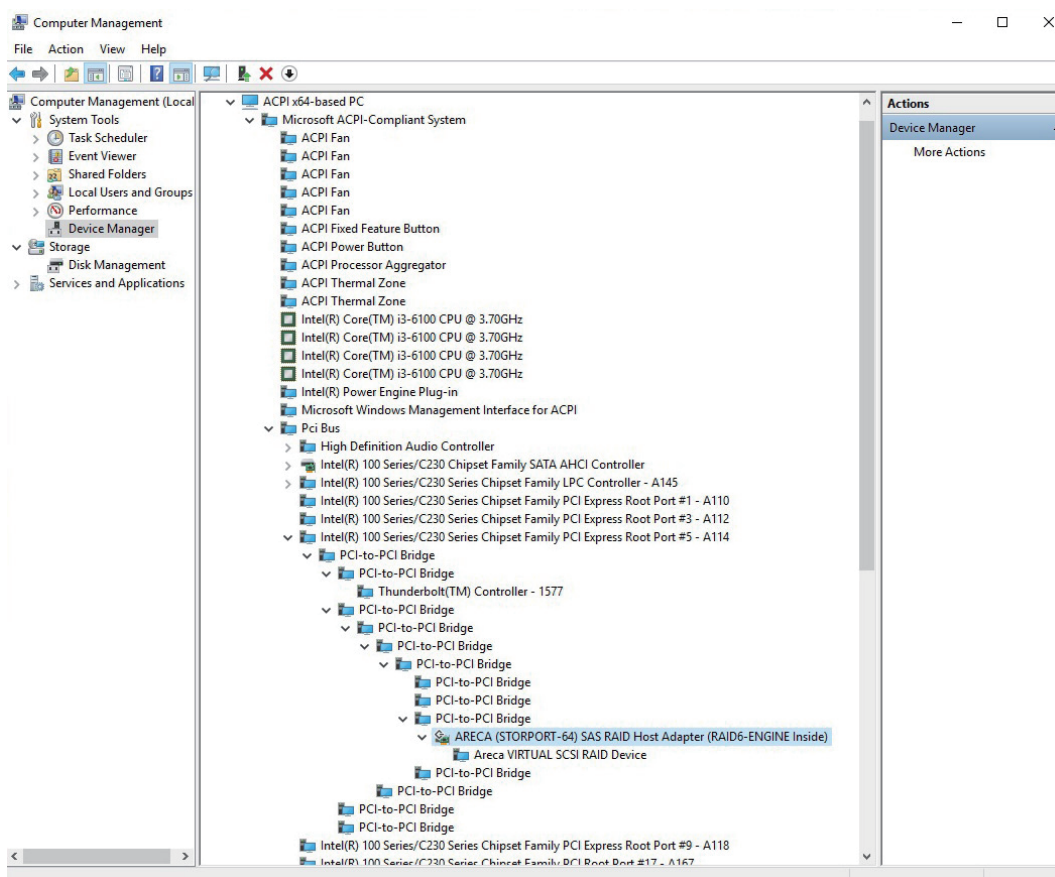 Computer Management
File Action View Help
Computer Management (Local
System Tools
Task Scheduler
Event Viewer
Shared Folders
Local Users and Groups
Performance
Device Manager
Storage
Disk Management
Services and Applications
ACPI x64-based PC
Microsoft ACPI-Compliant System
ACPI Fan
ACPI Fan
ACPI Fan
ACPI Fan
ACPI Fan
ACPI Fixed Feature Button
ACPI Power Button
ACPI Processor Aggregator
ACPI Thermal Zone
ACPI Thermal Zone
Intel(R) Core(TM) i3-6100 CPU @ 3.70GHz
Intel(R) Core(TM) i3-6100 CPU @ 3.70GHz
Intel(R) Core(TM) i3-6100 CPU @ 3.70GHz
Intel(R) Core(TM) i3-6100 CPU @ 3.70GHz
Intel(R) Power Engine Plug-in
Microsoft Windows Management Interface for ACPI
Pci Bus
High Definition Audio Controller
Intel(R) 100 Series/C230 Chipset Family SATA AHCI Controller
Intel(R) 100 Series/C230 Series Chipset Family LPC Controller - A145
Intel(R) 100 Series/C230 Series Chipset Family PCI Express Root Port #1 - A110
Intel(R) 100 Series/C230 Series Chipset Family PCI Express Root Port #3 - A112
Intel(R) 100 Series/C230 Series Chipset Family PCI Express Root Port #5 - A114
PCI-to-PCI Bridge
PCI-to-PCI Bridge
Thunderbolt(TM) Controller - 1577
PCI-to-PCI Bridge
PCI-to-PCI Bridge
PCI-to-PCI Bridge
PCI-to-PCI Bridge
PCI-to-PCI Bridge
PCI-to-PCI Bridge
PCI-to-PCI Bridge
ARECA (STORPORT-64) SAS RAID Host Adapter (RAID6-ENGINE Inside)
Areca VIRTUAL SCSI RAID Device
PCI-to-PCI Bridge
PCI-to-PCI Bridge
PCI-to-PCI Bridge
PCI-to-PCI Bridge
Intel(R) 100 Series/C230 Series Chipset Family PCI Express Root Port #9 - A118
Intel(R) 100 Series/C230 Series Chipset Family PCI Root Port #17 - A167
Actions
Device Manager
More Actions